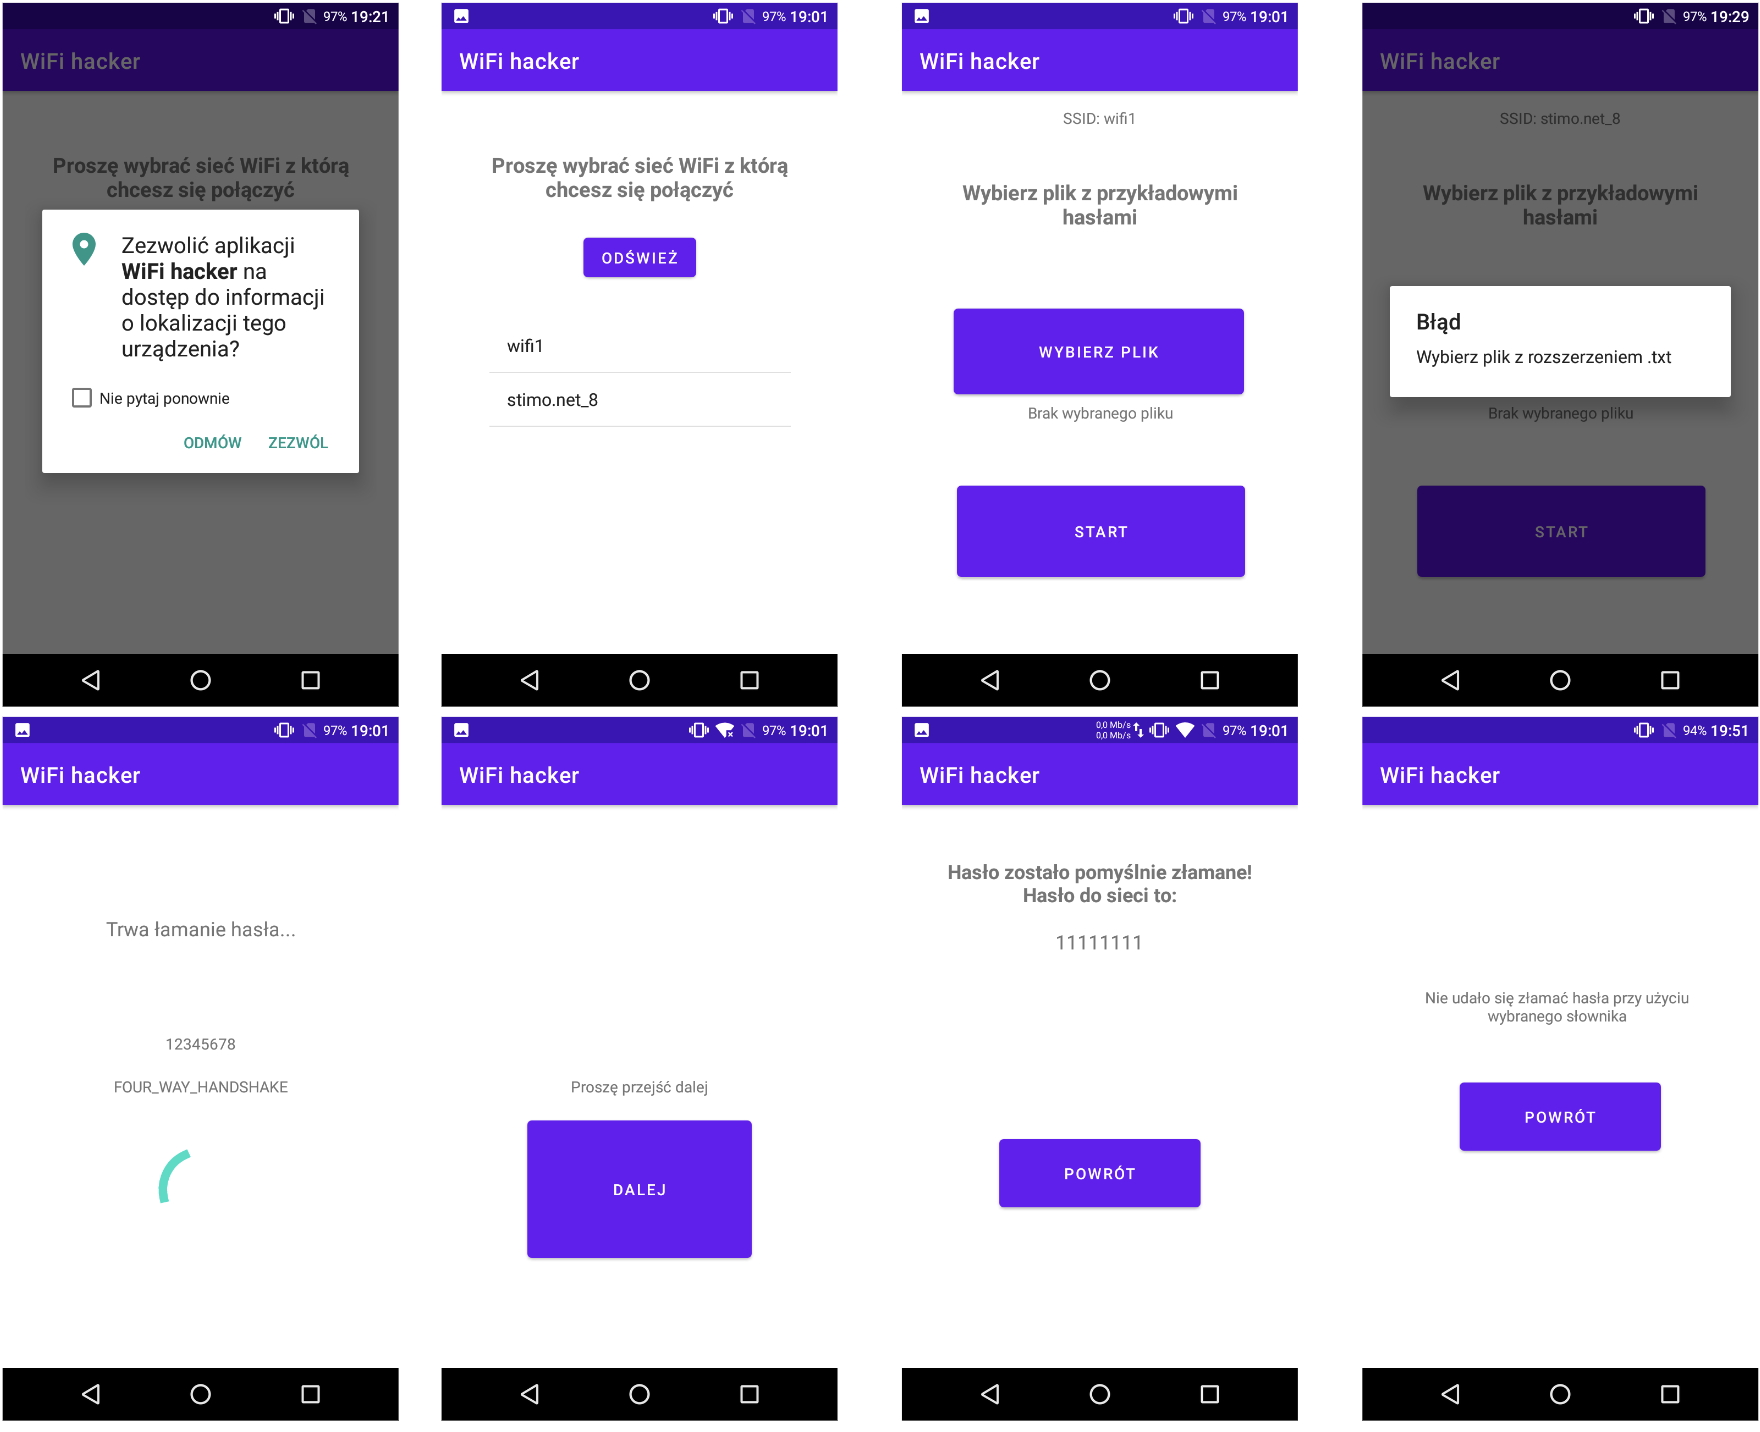 97% 19:21
WiFi hacker
Proszę wybrać sieć WiFi z którą
chcesz się połączyć
Zezwolić aplikacji
WiFi hacker na
dostęp do informacji
o lokalizacji tego
urządzenia?
Nie pytaj ponownie
ODMÓW ZEZWÓL
97% 19:01
WiFi hacker
Proszę wybrać sieć WiFi z którą
chcesz się połączyć
ODŚWIEŻ
wifi1
stimo.net_8
97% 19:01
WiFi hacker
SSID: wifi1
Wybierz plik z przykładowymi
hasłami
WYBIERZ PLIK
Brak wybranego pliku
START
97% 19:29
WiFi hacker
SSID: stimo.net_8
Wybierz plik z przykładowymi
hasłami
Błąd
Wybierz plik z rozszerzeniem .txt
Brak wybranego pliku
START
97% 19:01
WiFi hacker
Trwa łamanie hasła...
12345678
FOUR_WAY_HANDSHAKE
97% 19:01
WiFi hacker
Proszę przejść dalej
DALEJ
0,0 Mb/s
0,0 Mb/s
97% 19:01
WiFi hacker
Hasło zostało pomyślnie złamane!
Hasło do sieci to:
11111111
POWRÓT
94% 19:51
WiFi hacker
Nie udało się złamać hasła przy użyciu
wybranego słownika
POWRÓT